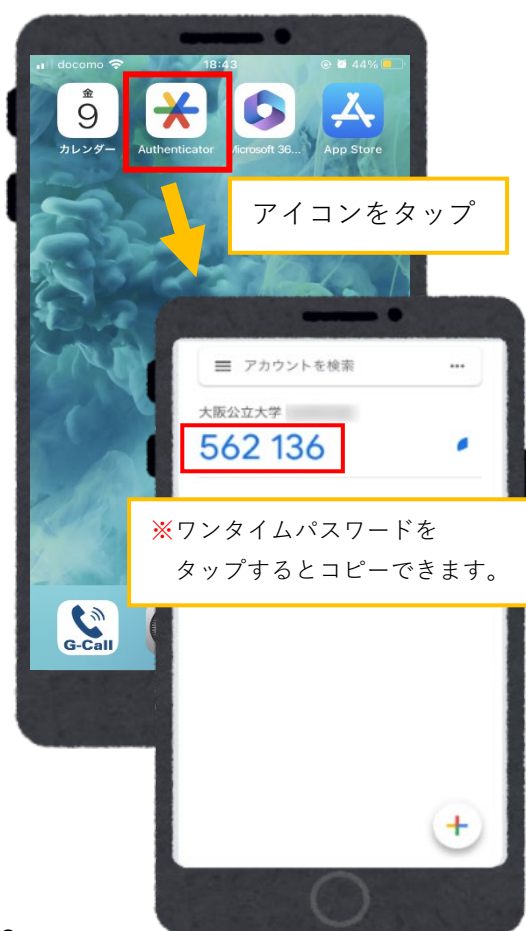 docomo 18:43 44%
金
9
カレンダー Authenticator Microsoft 36... App Store
アイコンをタップ
アカウントを検索
大阪公立大学
562 136
※ワンタイムパスワードを
タップするとコピーできます。
G-Call